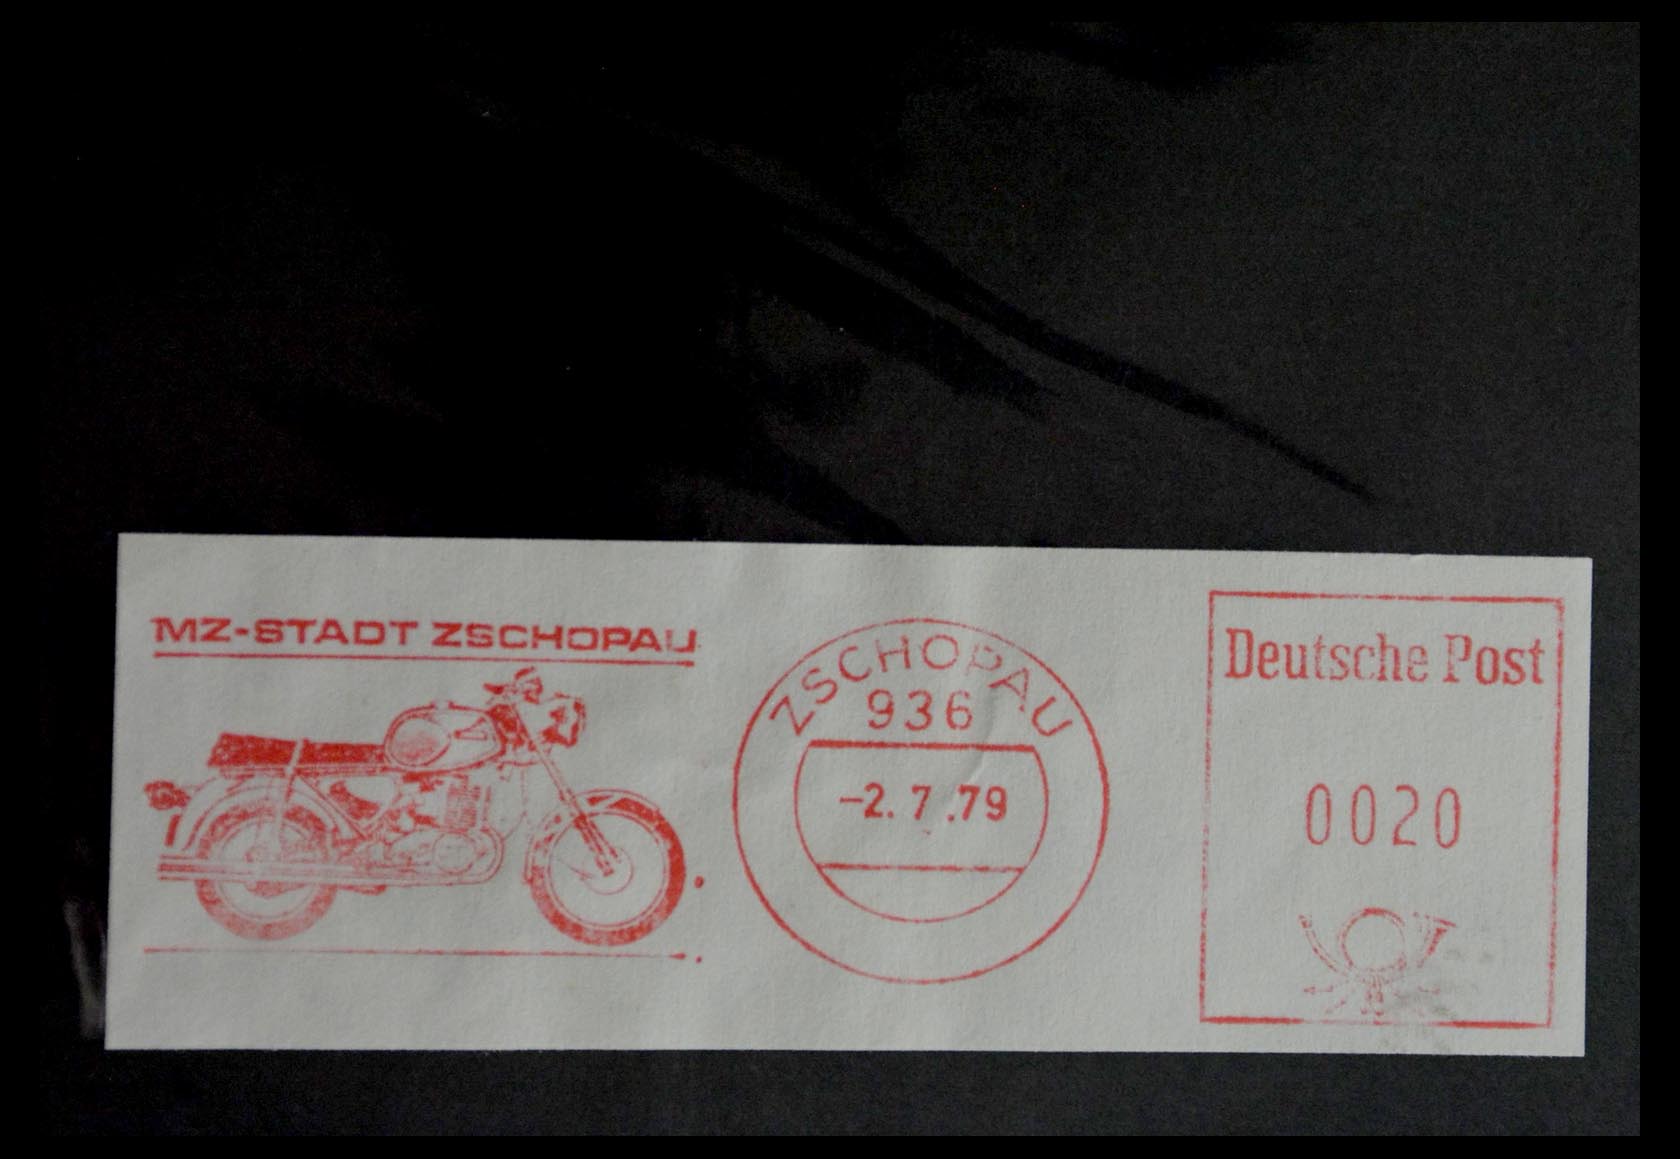 MZ-STADT ZSCHOPAU
ZSCHOPAU
936
-2.7.79
Deutsche Post
0020